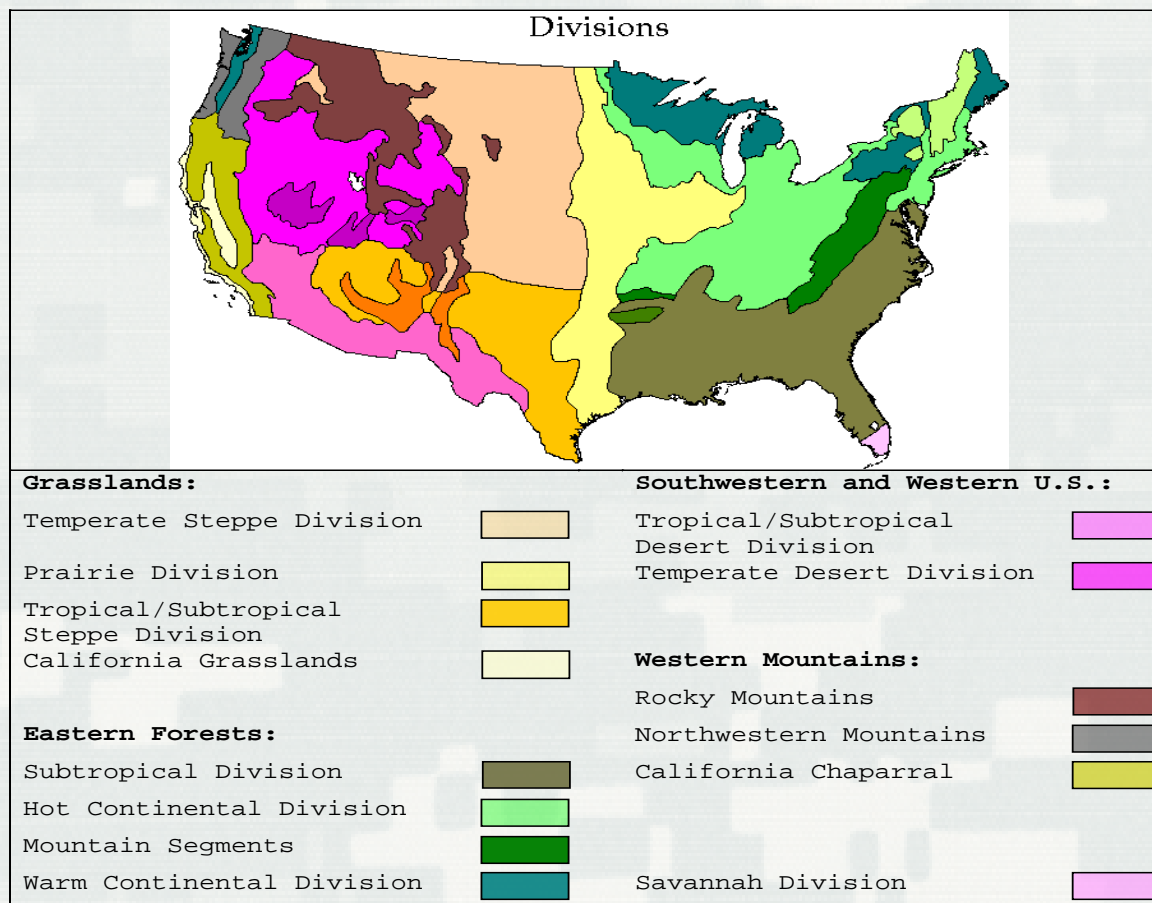 Divisions
Grasslands:
Temperate Steppe Division
Prairie Division
Tropical/Subtropical
Steppe Division
California Grasslands
Eastern Forests:
Subtropical Division
Hot Continental Division
Mountain Segments
Warm Continental Division
Southwestern and Western U.S.:
Tropical/Subtropical
Desert Division
Temperate Desert Division
Western Mountains:
Rocky Mountains
Northwestern Mountains
California Chaparral
Savannah Division